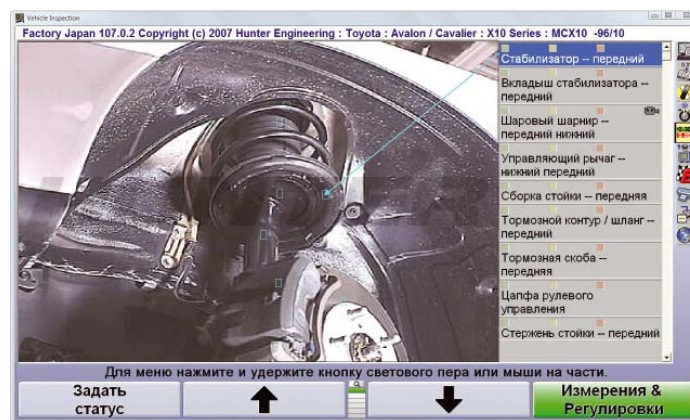 Vehicle Inspection
Factory Japan 107.0.2 Copyright (c) 2007 Hunter Engineering : Toyota : Avalon / Cavalier : X10 Series : MCX10 -96/10
Стабилизатор -- передний
Вкладыш стабилизатора --
передний
Шаровый шарнир --
передний нижний
Управляющий рычаг --
нижний передний
Сборка стойки -- передняя
Тормозной контур / шланг --
передний
Тормозная скоба --
передняя
Цапфа рулевого
управления
Стержень стойки -- передний
Для меню нажмите и удержите кнопку светового пера или мыши на части.
Задать
статус
Измерения &
Регулировки